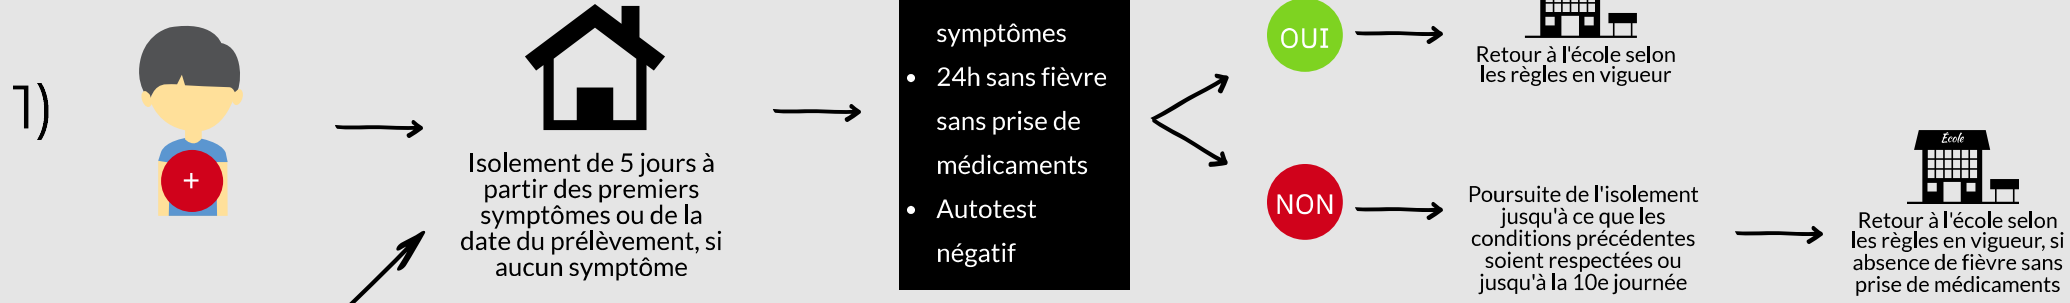 1)
+
Isolement de 5 jours à
partir des premiers
symptômes ou de la
date du prélèvement, si
aucun symptôme
symptômes
• 24h sans fièvre
sans prise de
médicaments
• Autotest
négatif
OUI
Retour à l'école selon
les règles en vigueur
NON
Poursuite de l'isolement
jusqu'à ce que les
conditions précédentes
soient respectées ou
jusqu'à la 10e journée
École
Retour à l'école selon
les règles en vigueur, si
absence de fièvre sans
prise de médicaments